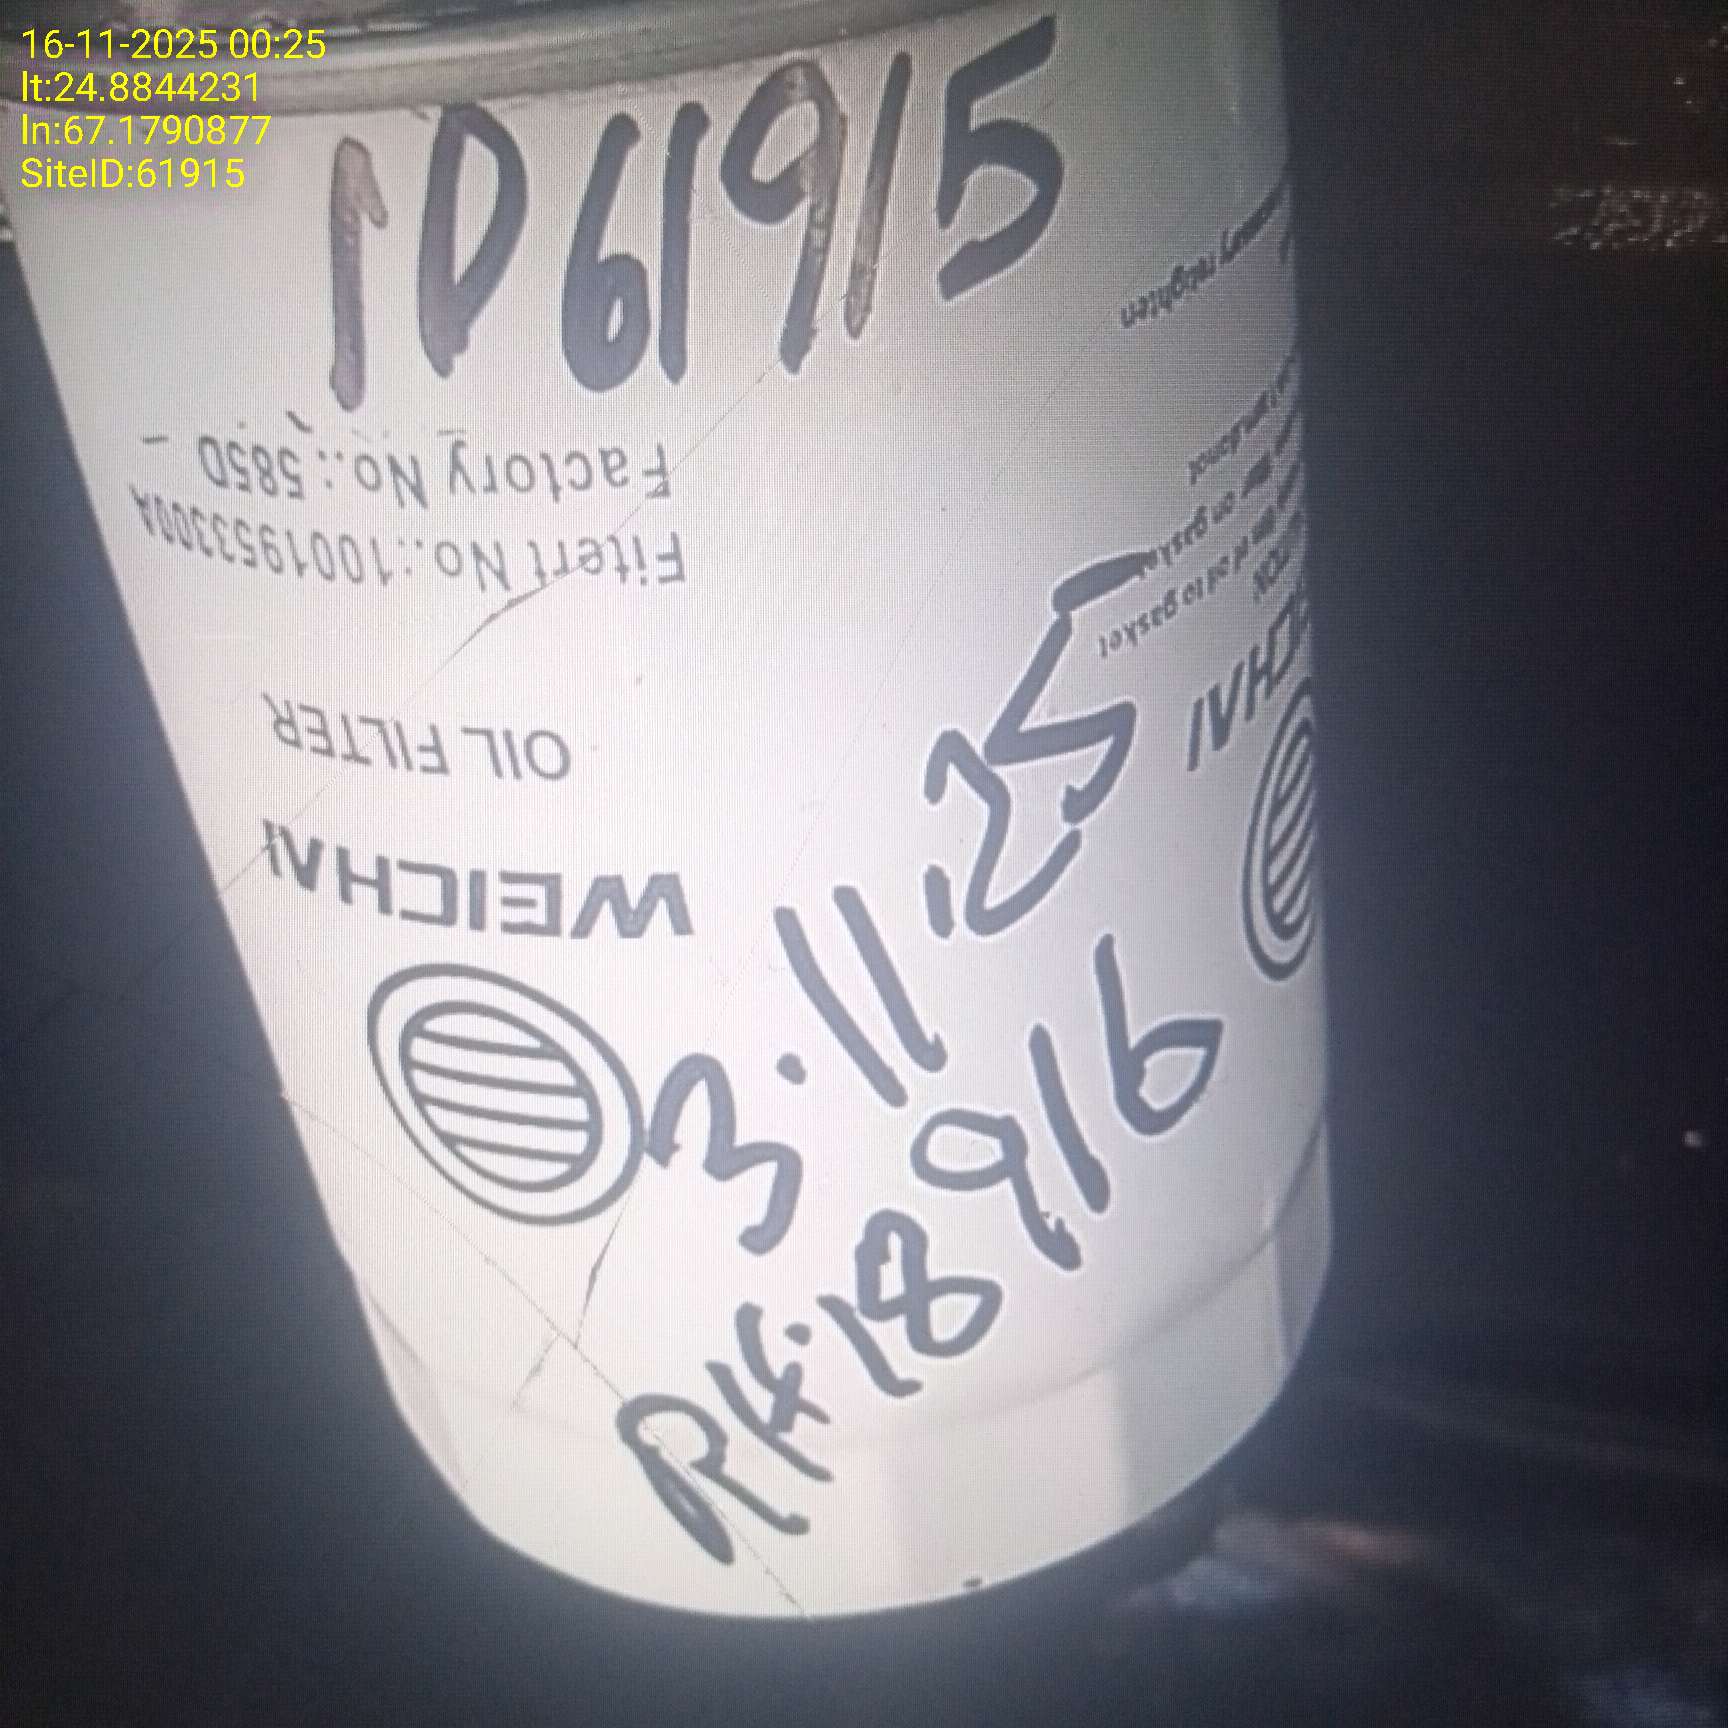 16-11-2025 00:25
lt:24.8844231
ln:67.1790877
SiteID:61915
ID61915
Factory No.: 585D -
Fitert No.:1001953300A
OIL FILTER
WEICHAI
3.11.25
RH:18916